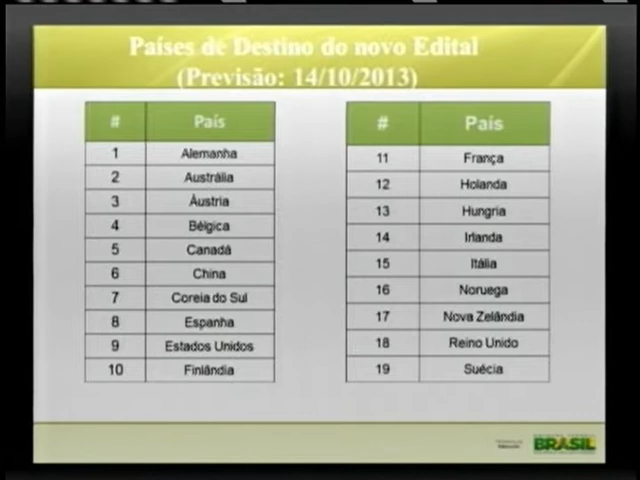 Países de Destino do novo Edital
(Previsão: 14/10/2013)
# País
1 Alemanha
2 Austrália
3 Áustria
4 Bélgica
5 Canadá
6 China
7 Coreia do Sul
8 Espanha
9 Estados Unidos
10 Finlândia
# País
11 França
12 Holanda
13 Hungria
14 Irlanda
15 Itália
16 Noruega
17 Nova Zelândia
18 Reino Unido
19 Suécia
BRASIL